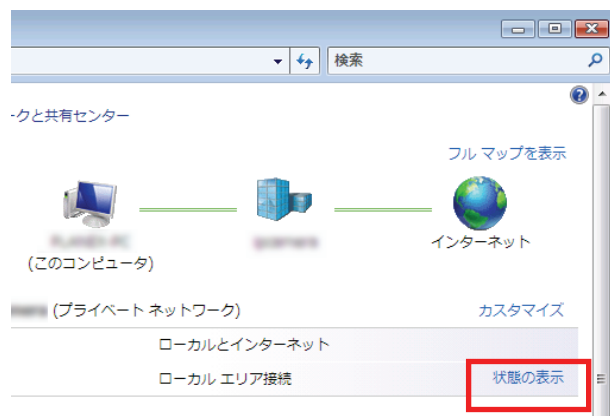 検索
ークと共有センター
フル マップを表示
インターネット
(このコンピュータ)
(プライベート ネットワーク) カスタマイズ
ローカルとインターネット
ローカル エリア接続 状態の表示